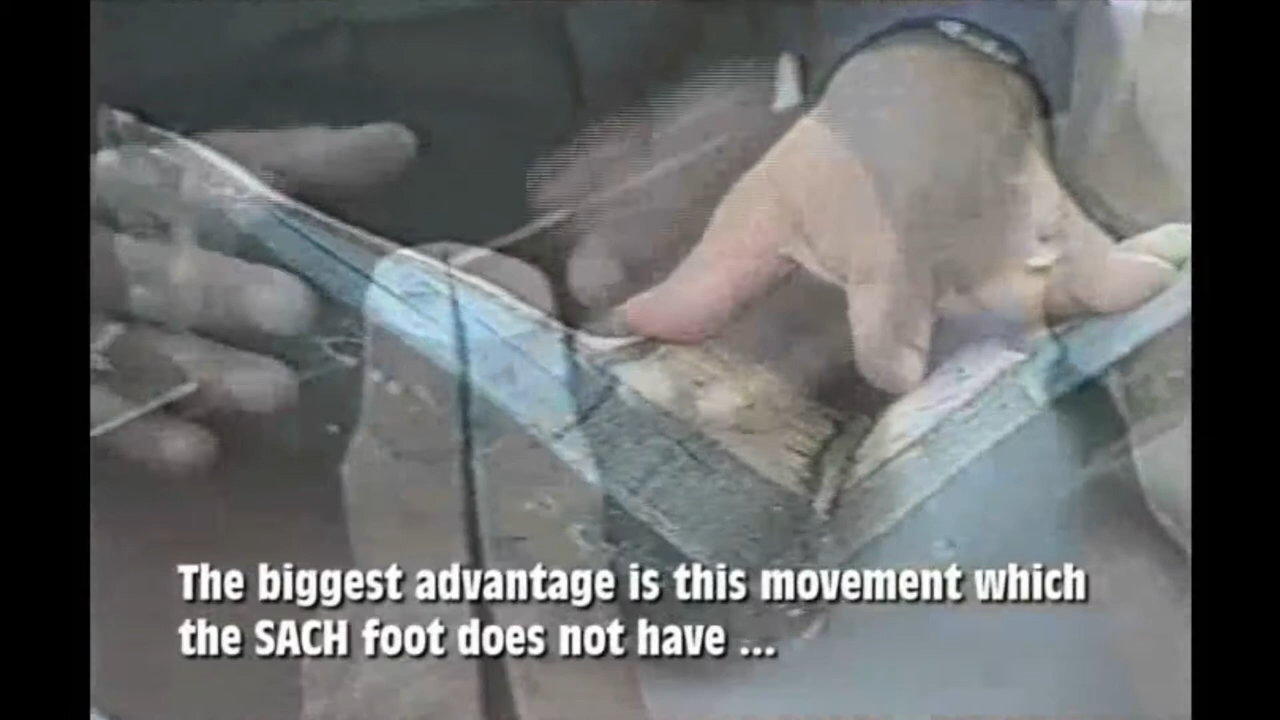 The biggest advantage is this movement which
the SACH foot does not have ...